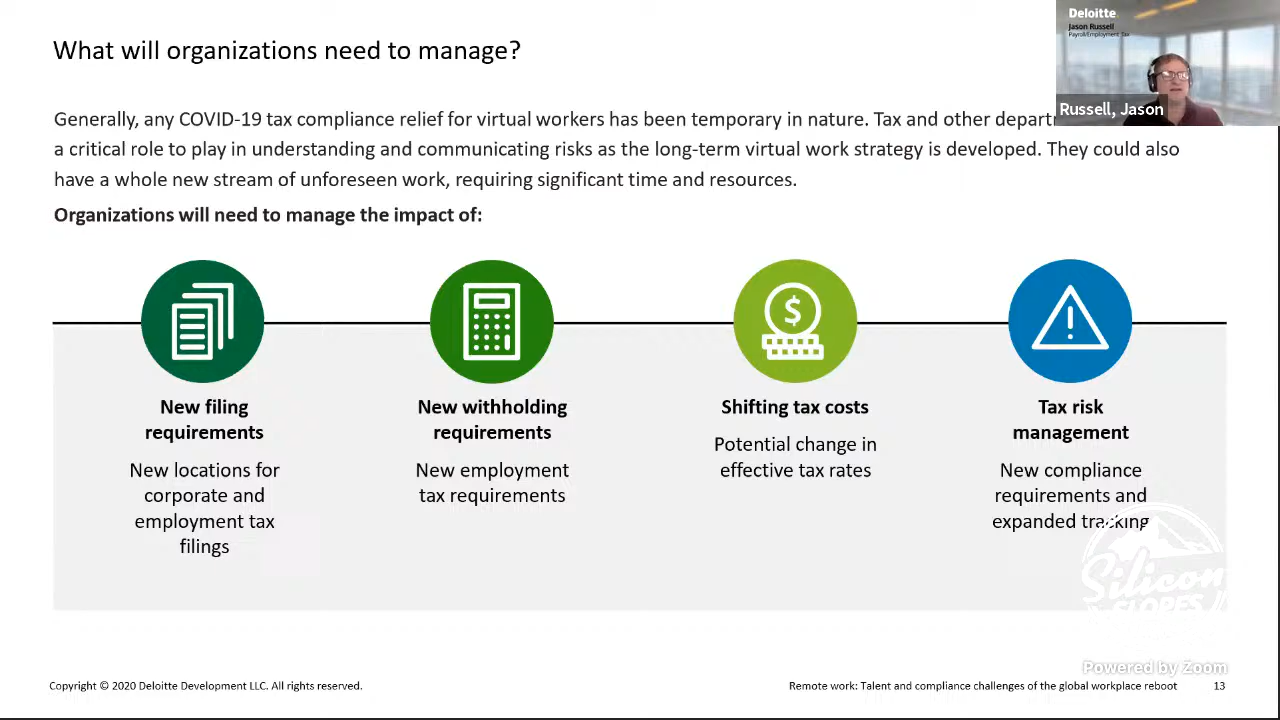 What will organizations need to manage?
Deloitte
Jason Russell
Payroll/Employment Tax
Russell, Jason
Generally, any COVID-19 tax compliance relief for virtual workers has been temporary in nature. Tax and other depart
a critical role to play in understanding and communicating risks as the long-term virtual work strategy is developed. They could also
have a whole new stream of unforeseen work, requiring significant time and resources.
Organizations will need to manage the impact of:
$
New filing
requirements
New locations for
corporate and
employment tax
filings
New withholding
requirements
New employment
tax requirements
Shifting tax costs
Potential change in
effective tax rates
Tax risk
management
New compliance
requirements and
expanded tracking
Silicon
SLOPES
Powered by Zoom
Copyright © 2020 Deloitte Development LLC. All rights reserved.
Remote work: Talent and compliance challenges of the global workplace reboot
13